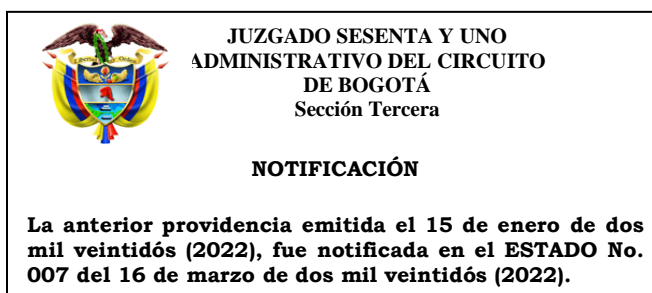 JUZGADO SESENTA Y UNO
ADMINISTRATIVO DEL CIRCUITO
DE BOGOTÁ
Sección Tercera
NOTIFICACIÓN
La anterior providencia emitida el 15 de enero de dos
mil veintidós (2022), fue notificada en el ESTADO No.
007 del 16 de marzo de dos mil veintidós (2022).